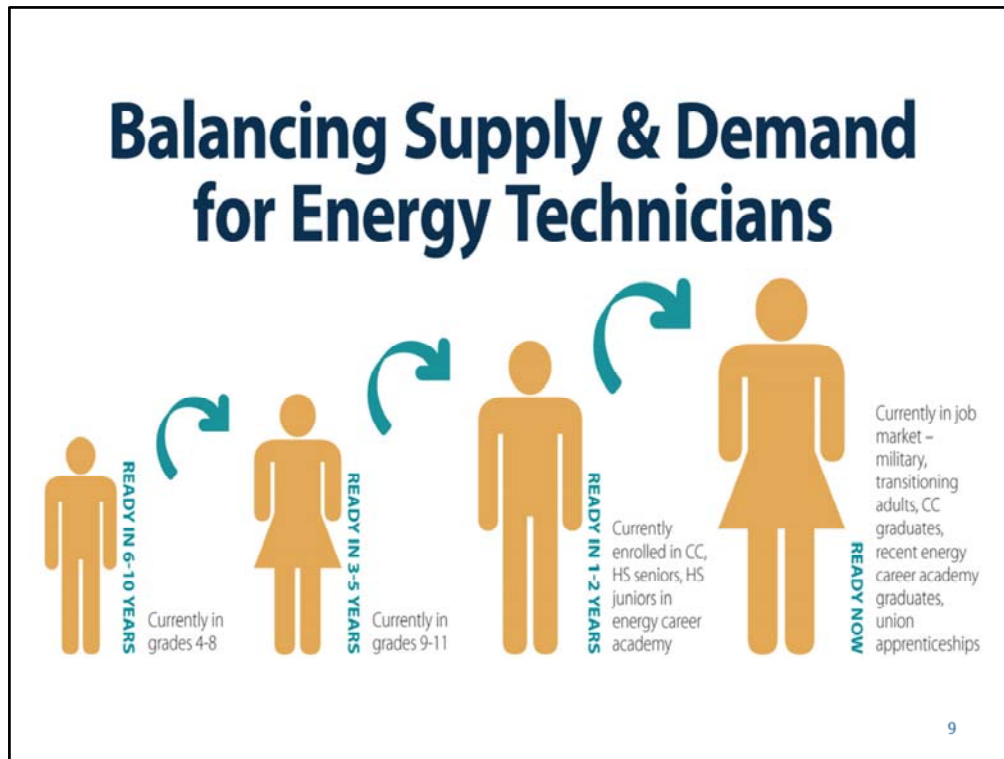 Balancing Supply & Demand
for Energy Technicians
READY IN 6-10 YEARS
Currently in
grades 4-8
READY IN 3-5 YEARS
Currently in
grades 9-11
READY IN 1-2 YEARS
Currently
enrolled in CC,
HS seniors, HS
juniors in
energy career
academy
READY NOW
Currently in job
market –
military,
transitioning
adults, CC
graduates,
recent energy
career academy
graduates,
union
apprenticeships
9